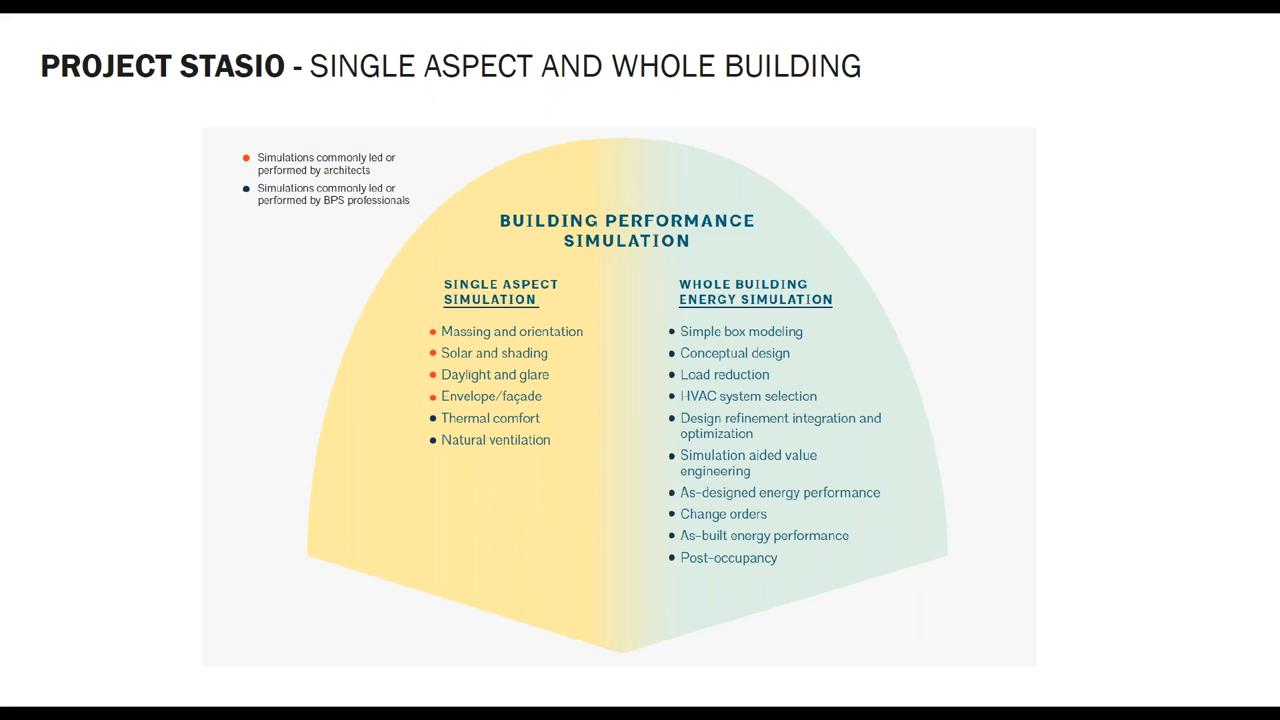 PROJECT STASIO - SINGLE ASPECT AND WHOLE BUILDING
Simulations commonly led or
performed by architects
Simulations commonly led or
performed by BPS professionals
BUILDING PERFORMANCE
SIMULATION
SINGLE ASPECT
SIMULATION
Massing and orientation
Solar and shading
Daylight and glare
Envelope/façade
Thermal comfort
Natural ventilation
WHOLE BUILDING
ENERGY SIMULATION
Simple box modeling
Conceptual design
Load reduction
HVAC system selection
Design refinement integration and
optimization
Simulation aided value
engineering
As-designed energy performance
Change orders
As-built energy performance
Post-occupancy